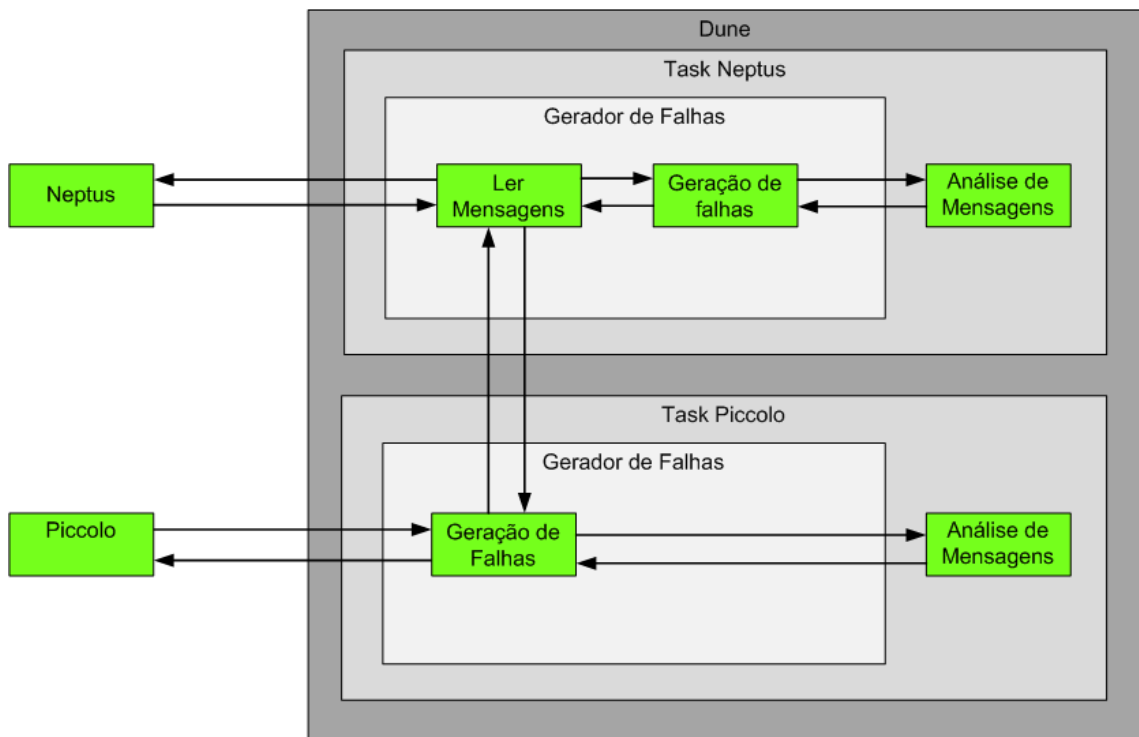 Dune
Task Neptus
Gerador de Falhas
Neptus
Ler
Mensagens
Geração de
falhas
Análise de
Mensagens
Task Piccolo
Gerador de Falhas
Piccolo
Geração de
Falhas
Análise de
Mensagens